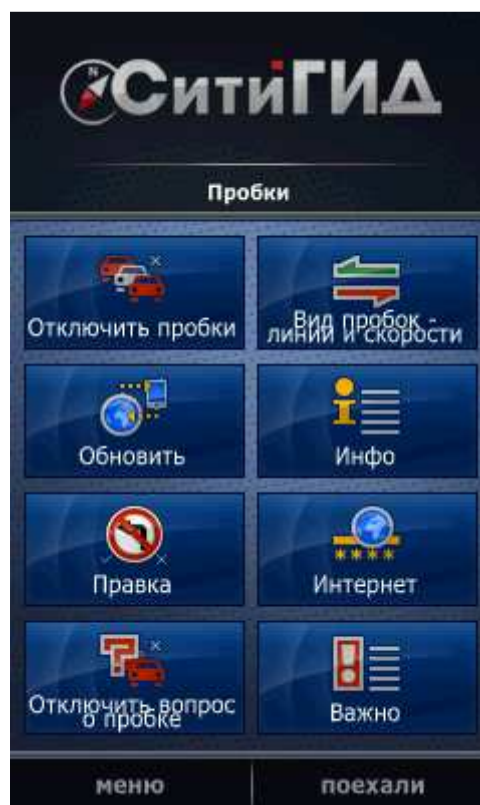 СитиГИД
Пробки
Отключить пробки
Вид пробок -
линии и скорости
Обновить
Инфо
Правка
Интернет
Отключить вопрос
о пробке
Важно
меню
поехали